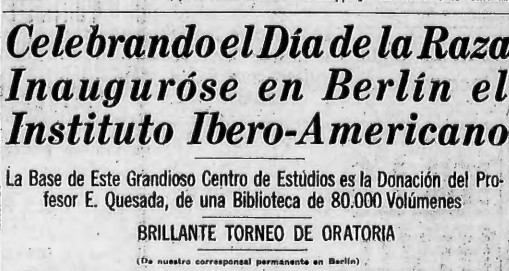 Celebrando el Día de la Raza
Inauguróse en Berlín el
Instituto Ibero-Americano
La Base de Este Grandioso Centro de Estudios es la Donación del Pro-
fesor E. Quesada, de una Biblioteca de 80.000 Volúmenes
BRILLANTE TORNEO DE ORATORIA
(De nuestro corresponsal permanente en Berlín)